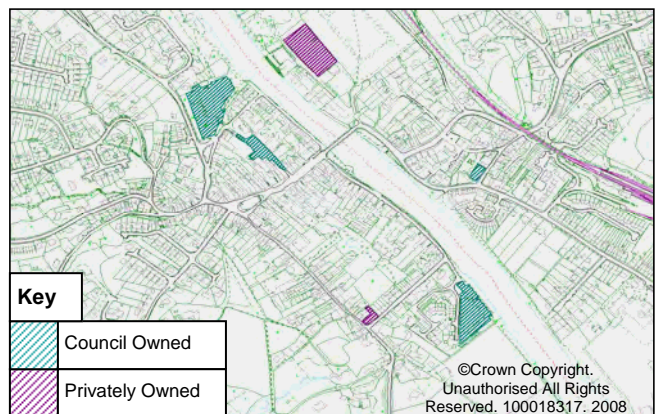 Key
Council Owned
Privately Owned
©Crown Copyright.
Unauthorised All Rights
Reserved. 100018317. 2008